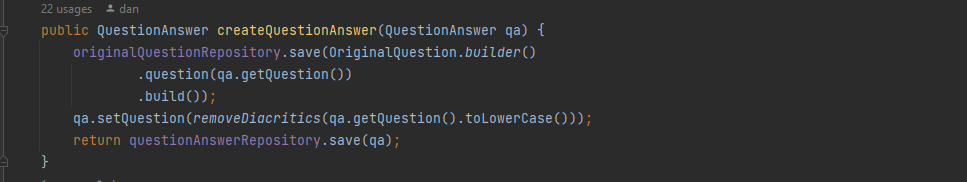 22 usages dan
public QuestionAnswer createQuestionAnswer(QuestionAnswer qa) {
originalQuestionRepository.save(OriginalQuestion.builder()
.question(qa.getQuestion())
.build());
qa.setQuestion(removeDiacritics(qa.getQuestion().toLowerCase()));
return questionAnswerRepository.save(qa);
}